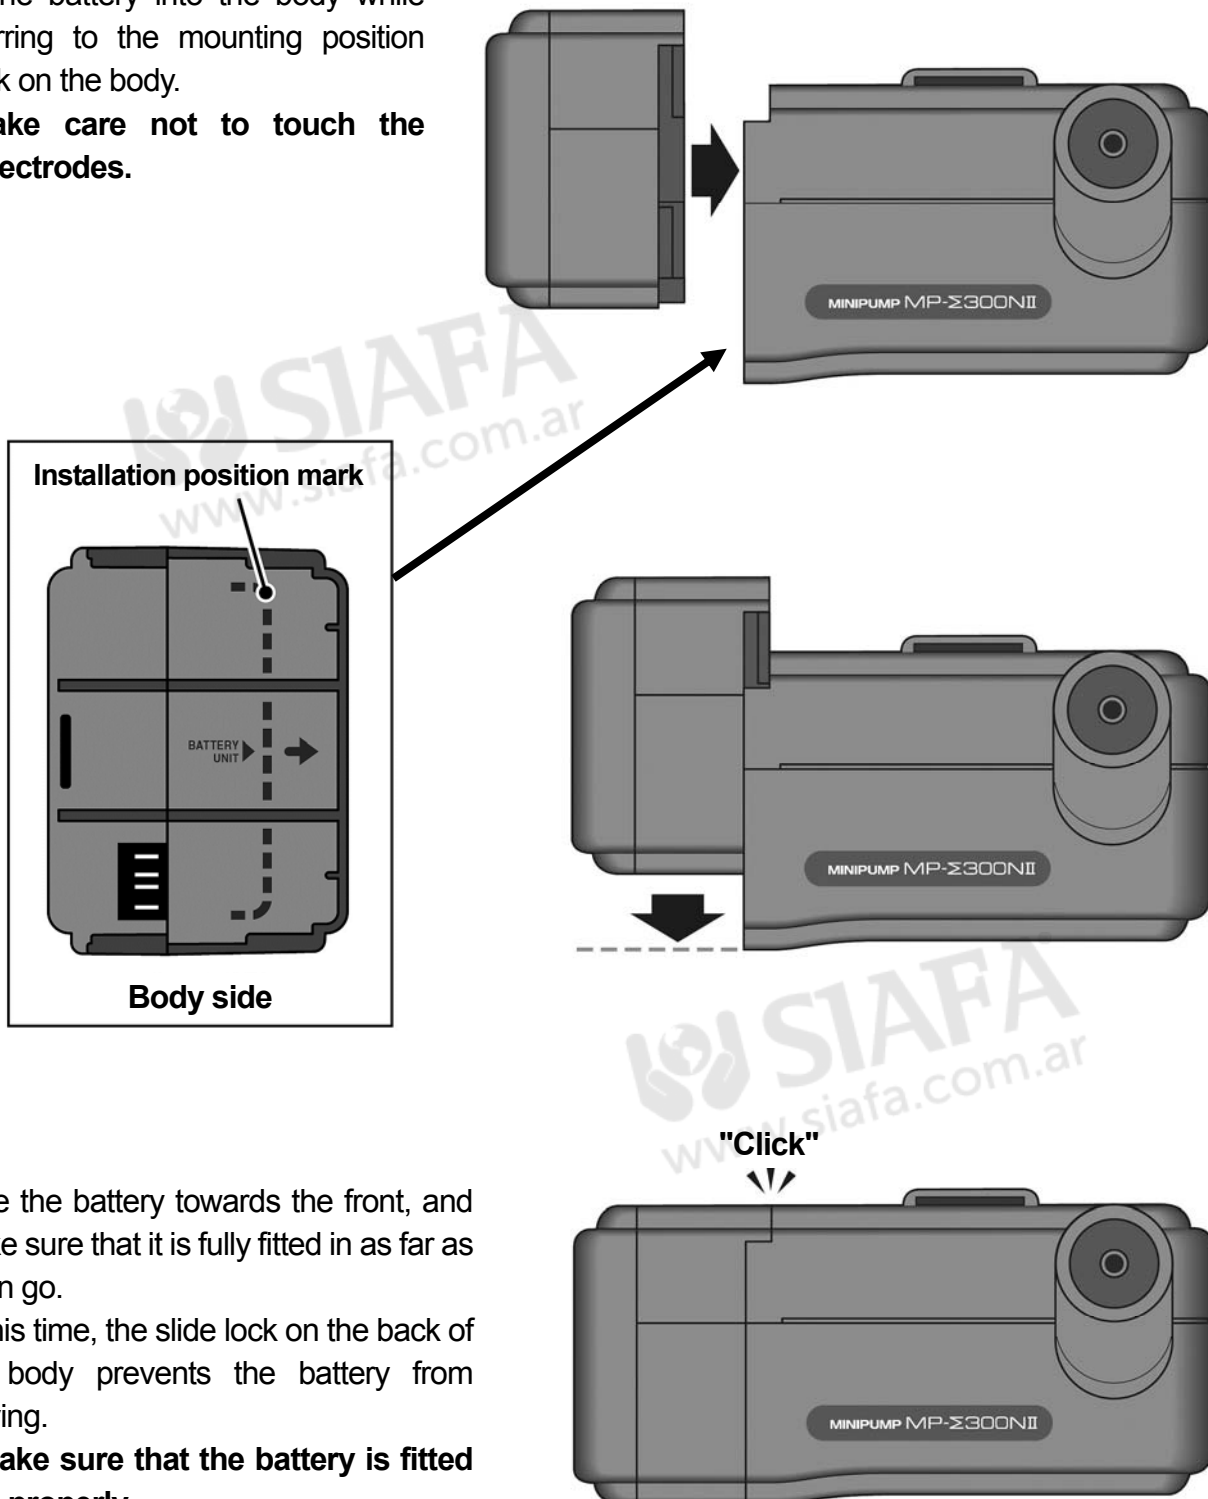 the battery into the body while
rring to the mounting position
k on the body.
ake care not to touch the
ectrodes.
MINIPUMP MP-Σ300NⅡ
SIAFA
www.siafa.com.ar
Installation position mark
BATTERY
UNIT
Body side
MINIPUMP MP-Σ300NⅡ
SIAFA
www.siafa.com.ar
"Click"
e the battery towards the front, and
ke sure that it is fully fitted in as far as
n go.
his time, the slide lock on the back of
body prevents the battery from
ing.
ake sure that the battery is fitted
properly
MINIPUMP MP-Σ300NⅡ